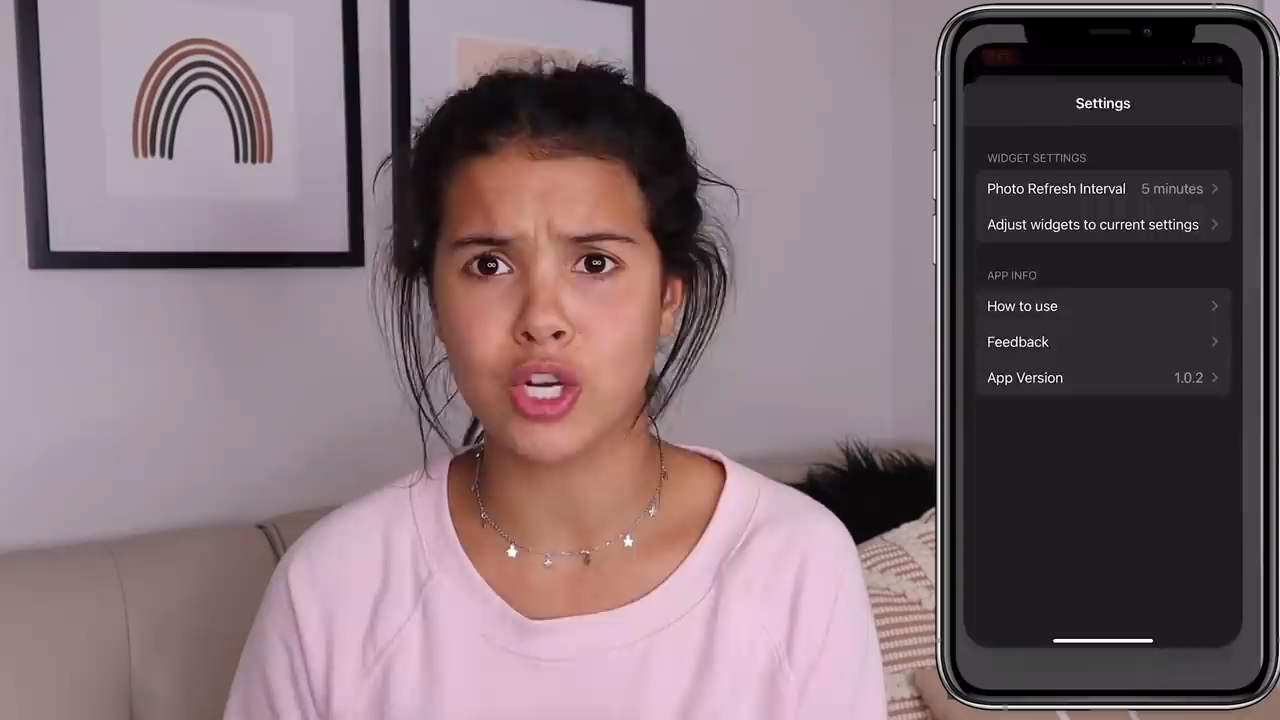 Settings
WIDGET SETTINGS
Photo Refresh Interval 5 minutes
Adjust widgets to current settings
APP INFO
How to use
Feedback
App Version 1.0.2